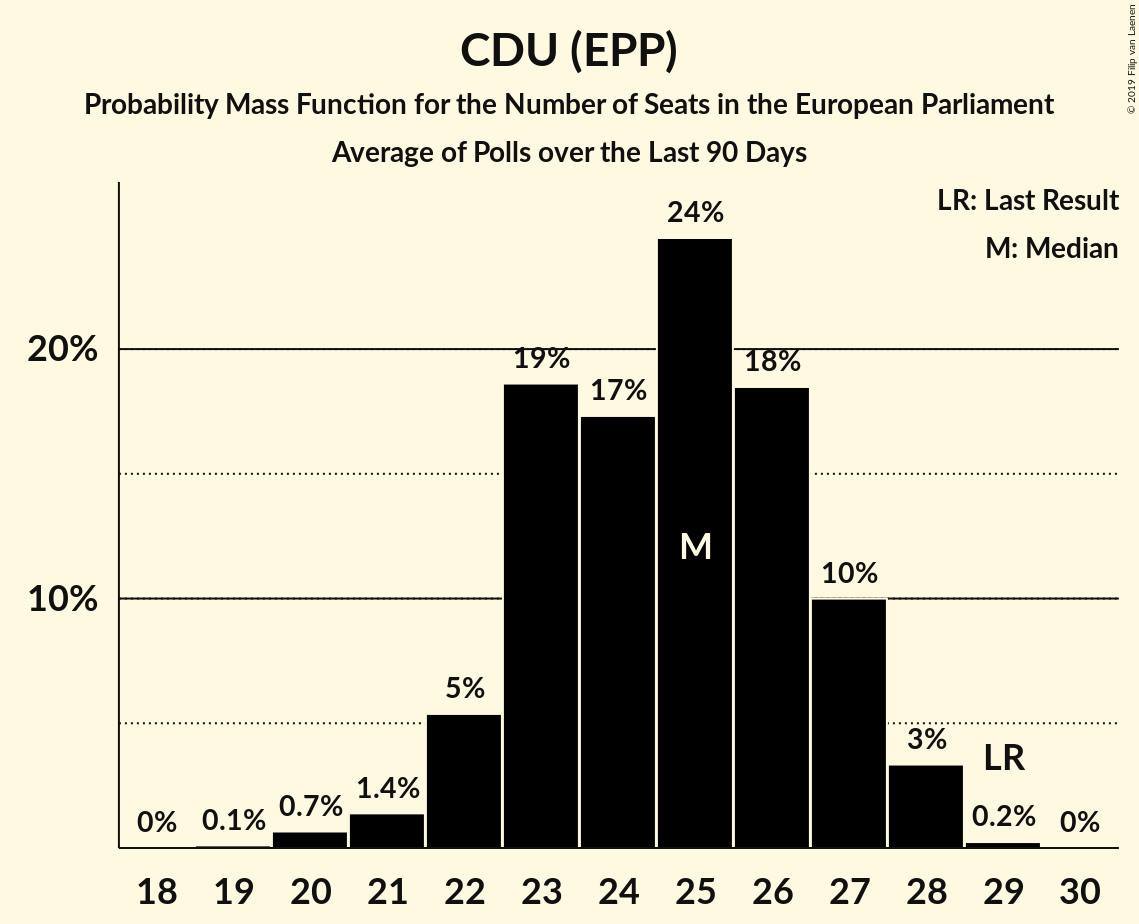 CDU (EPP)
Probability Mass Function for the Number of Seats in the European Parliament
Average of Polls over the Last 90 Days
© 2019 Filip van Laenen
LR: Last Result
M: Median
24%
20%
19%
18%
17%
M
10%
10%
5%
3%
LR
1.4%
0.7%
0%
0.1%
0.2%
0%
18 19 20 21 22 23 24 25 26 27 28 29 30